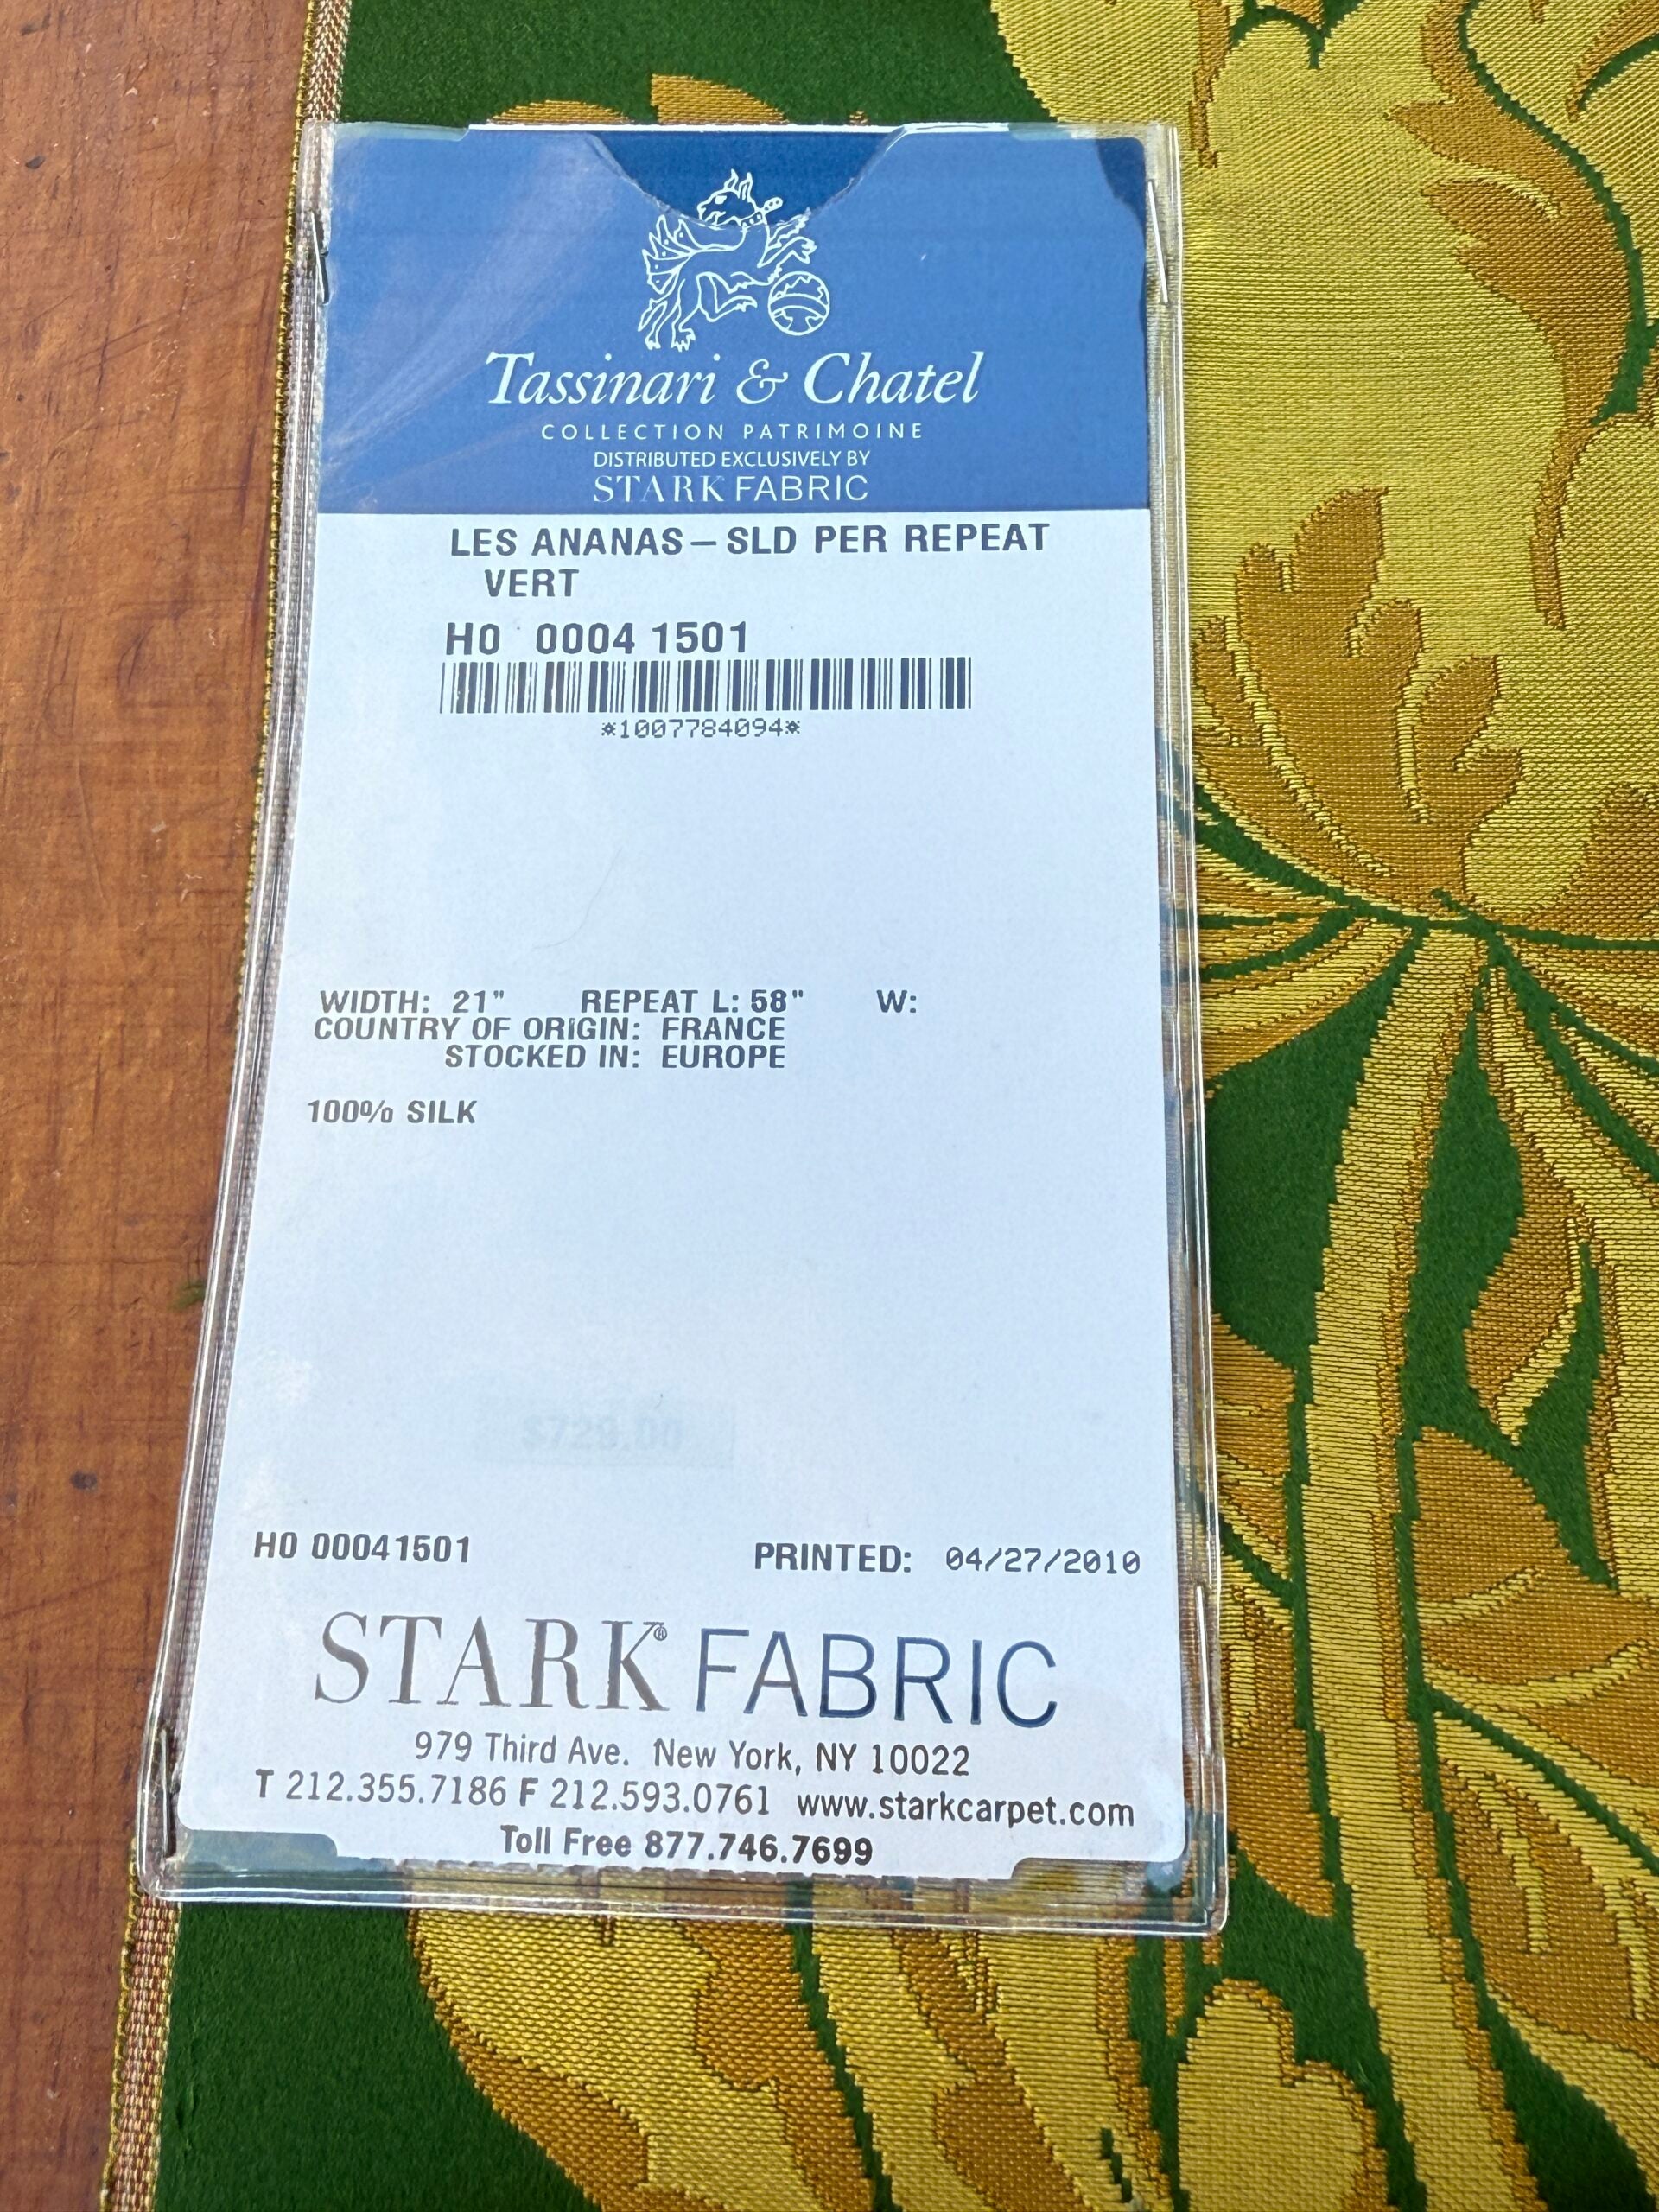 Tassinari & Chatel
COLLECTION PATRIMOINE
DISTRIBUTED EXCLUSIVELY BY
STARK FABRIC
LES ANANAS – SLD PER REPEAT
VERT
H0 0004 1501
*1007784094*
WIDTH: 21" REPEAT L: 58" W:
COUNTRY OF ORIGIN: FRANCE
STOCKED IN: EUROPE
100% SILK
$729.00
H0 00041501 PRINTED: 04/27/2010
STARK® FABRIC
979 Third Ave. New York, NY 10022
T 212.355.7186 F 212.593.0761 www.starkcarpet.com
Toll Free 877.746.7699